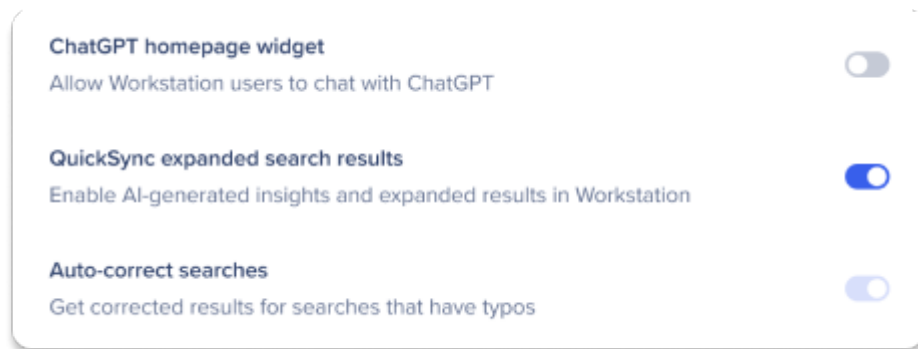 ChatGPT homepage widget
Allow Workstation users to chat with ChatGPT
QuickSync expanded search results
Enable AI-generated insights and expanded results in Workstation
Auto-correct searches
Get corrected results for searches that have typos